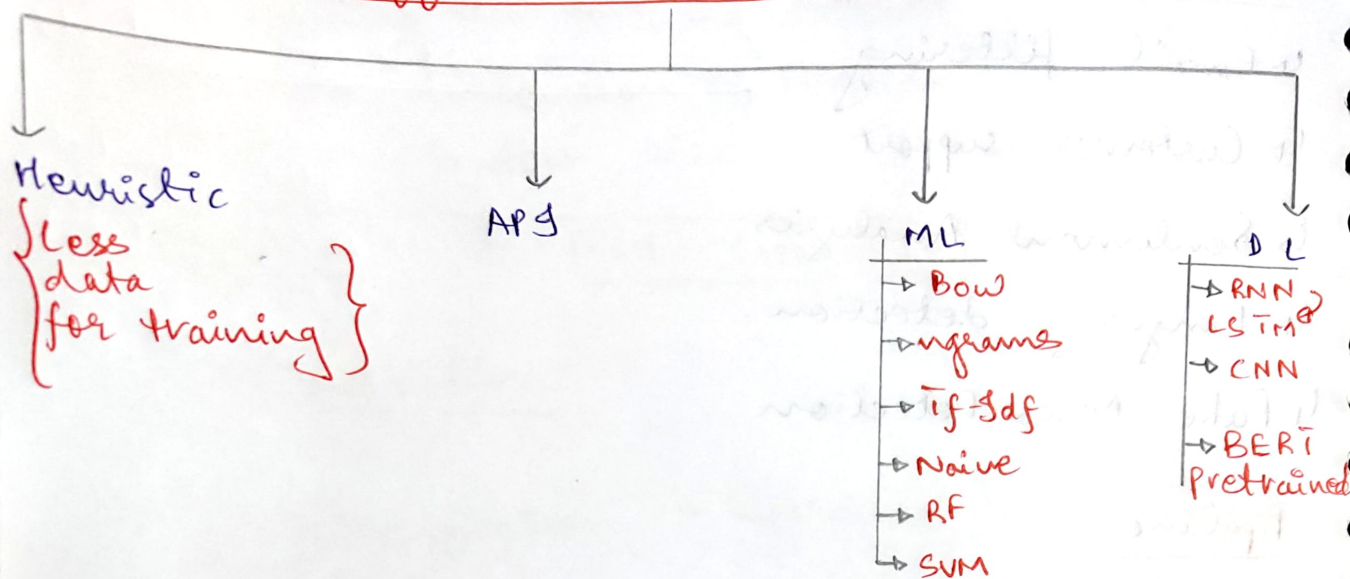 Heuristic
Less
data
for training
API
ML
BoW
ngrams
Tf-Idf
Naive
RF
SVM
DL
RNN
LSTM
CNN
BERT
Pretrained